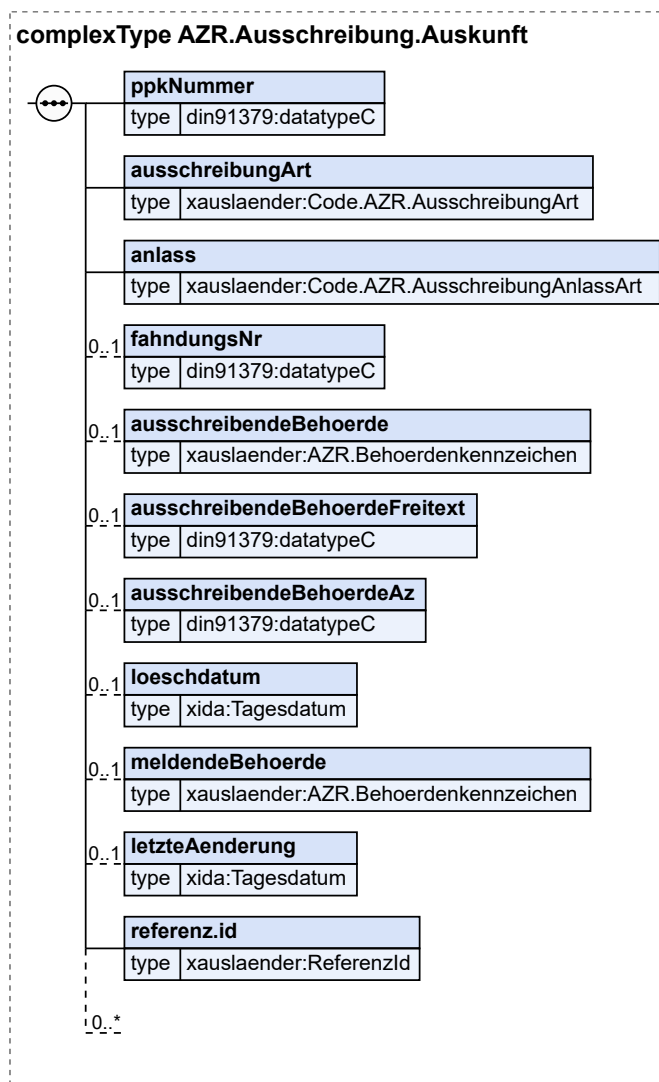 complexType AZR.Ausschreibung.Auskunft
ppkNummer
type din91379:datatypeC
ausschreibungArt
type xauslaender:Code.AZR.AusschreibungArt
anlass
type xauslaender:Code.AZR.AusschreibungAnlassArt
0..1 fahndungsNr
type din91379:datatypeC
0..1 ausschreibendeBehoerde
type xauslaender:AZR.Behoerdenkennzeichen
0..1 ausschreibendeBehoerdeFreitext
type din91379:datatypeC
0..1 ausschreibendeBehoerdeAz
type din91379:datatypeC
0..1 loeschdatum
type xida:Tagesdatum
0..1 meldendeBehoerde
type xauslaender:AZR.Behoerdenkennzeichen
0..1 letzteAenderung
type xida:Tagesdatum
referenz.id
type xauslaender:ReferenzId
0..*